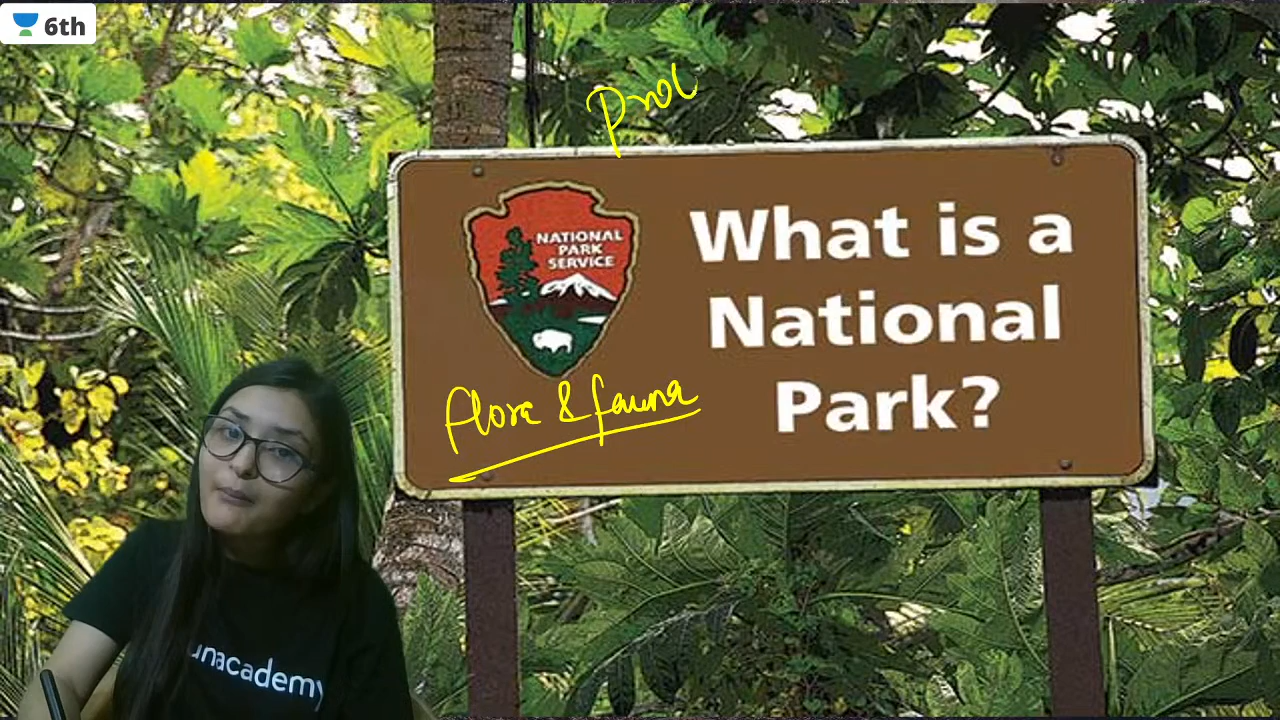 6th
Prot
NATIONAL
PARK
SERVICE
What is a
National
Park?
Flora & fauna
unacademy